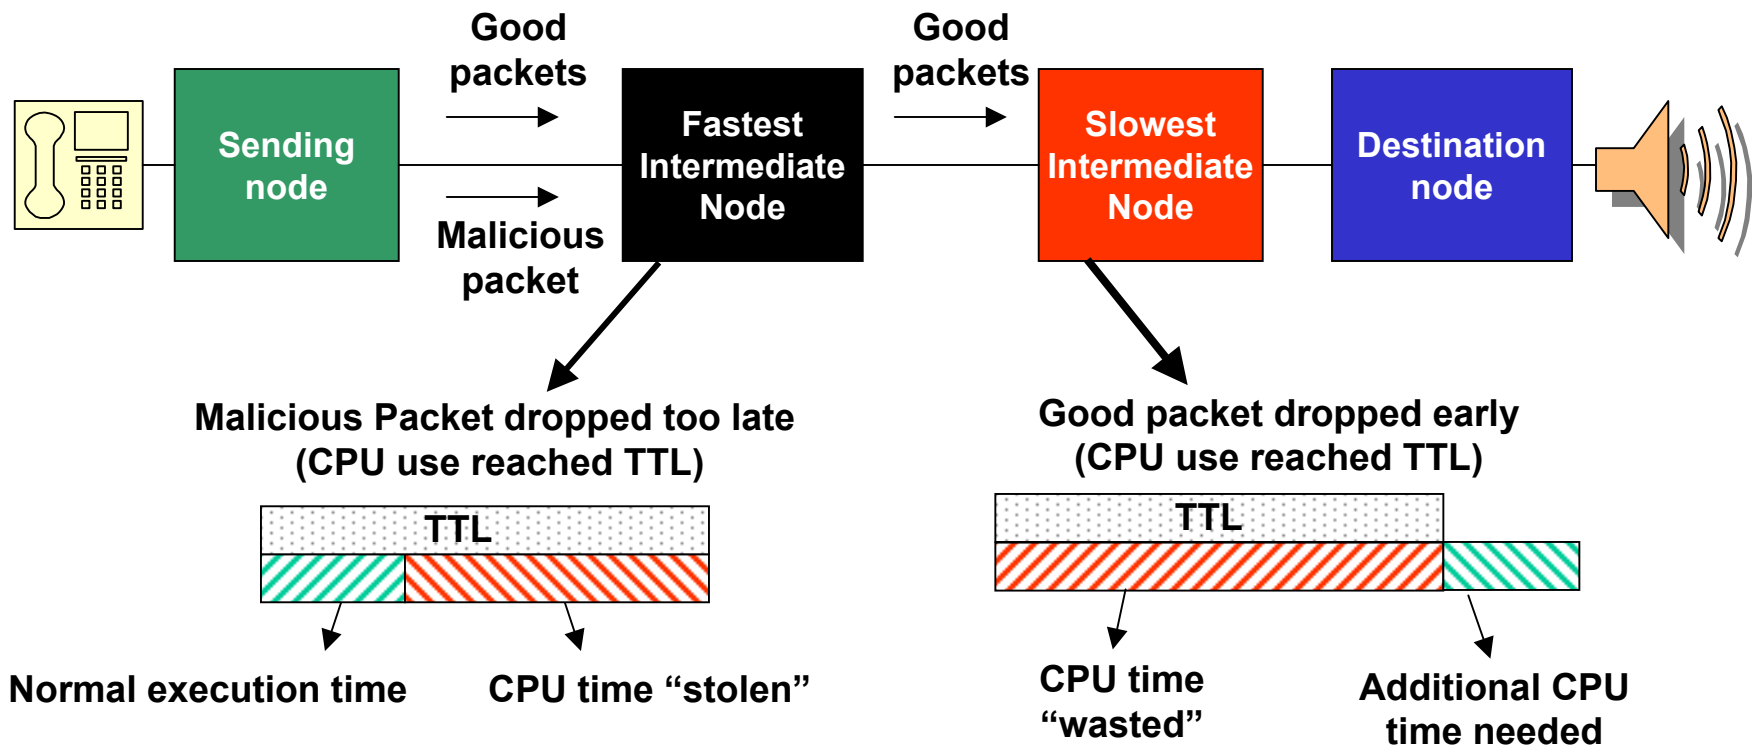 Good
packets
Good
packets
Sending
node
Fastest
Intermediate
Node
Slowest
Intermediate
Node
Destination
node
Malicious
packet
Malicious Packet dropped too late
(CPU use reached TTL)
Good packet dropped early
(CPU use reached TTL)
TTL
TTL
Normal execution time
CPU time “stolen”
CPU time
“wasted”
Additional CPU
time needed